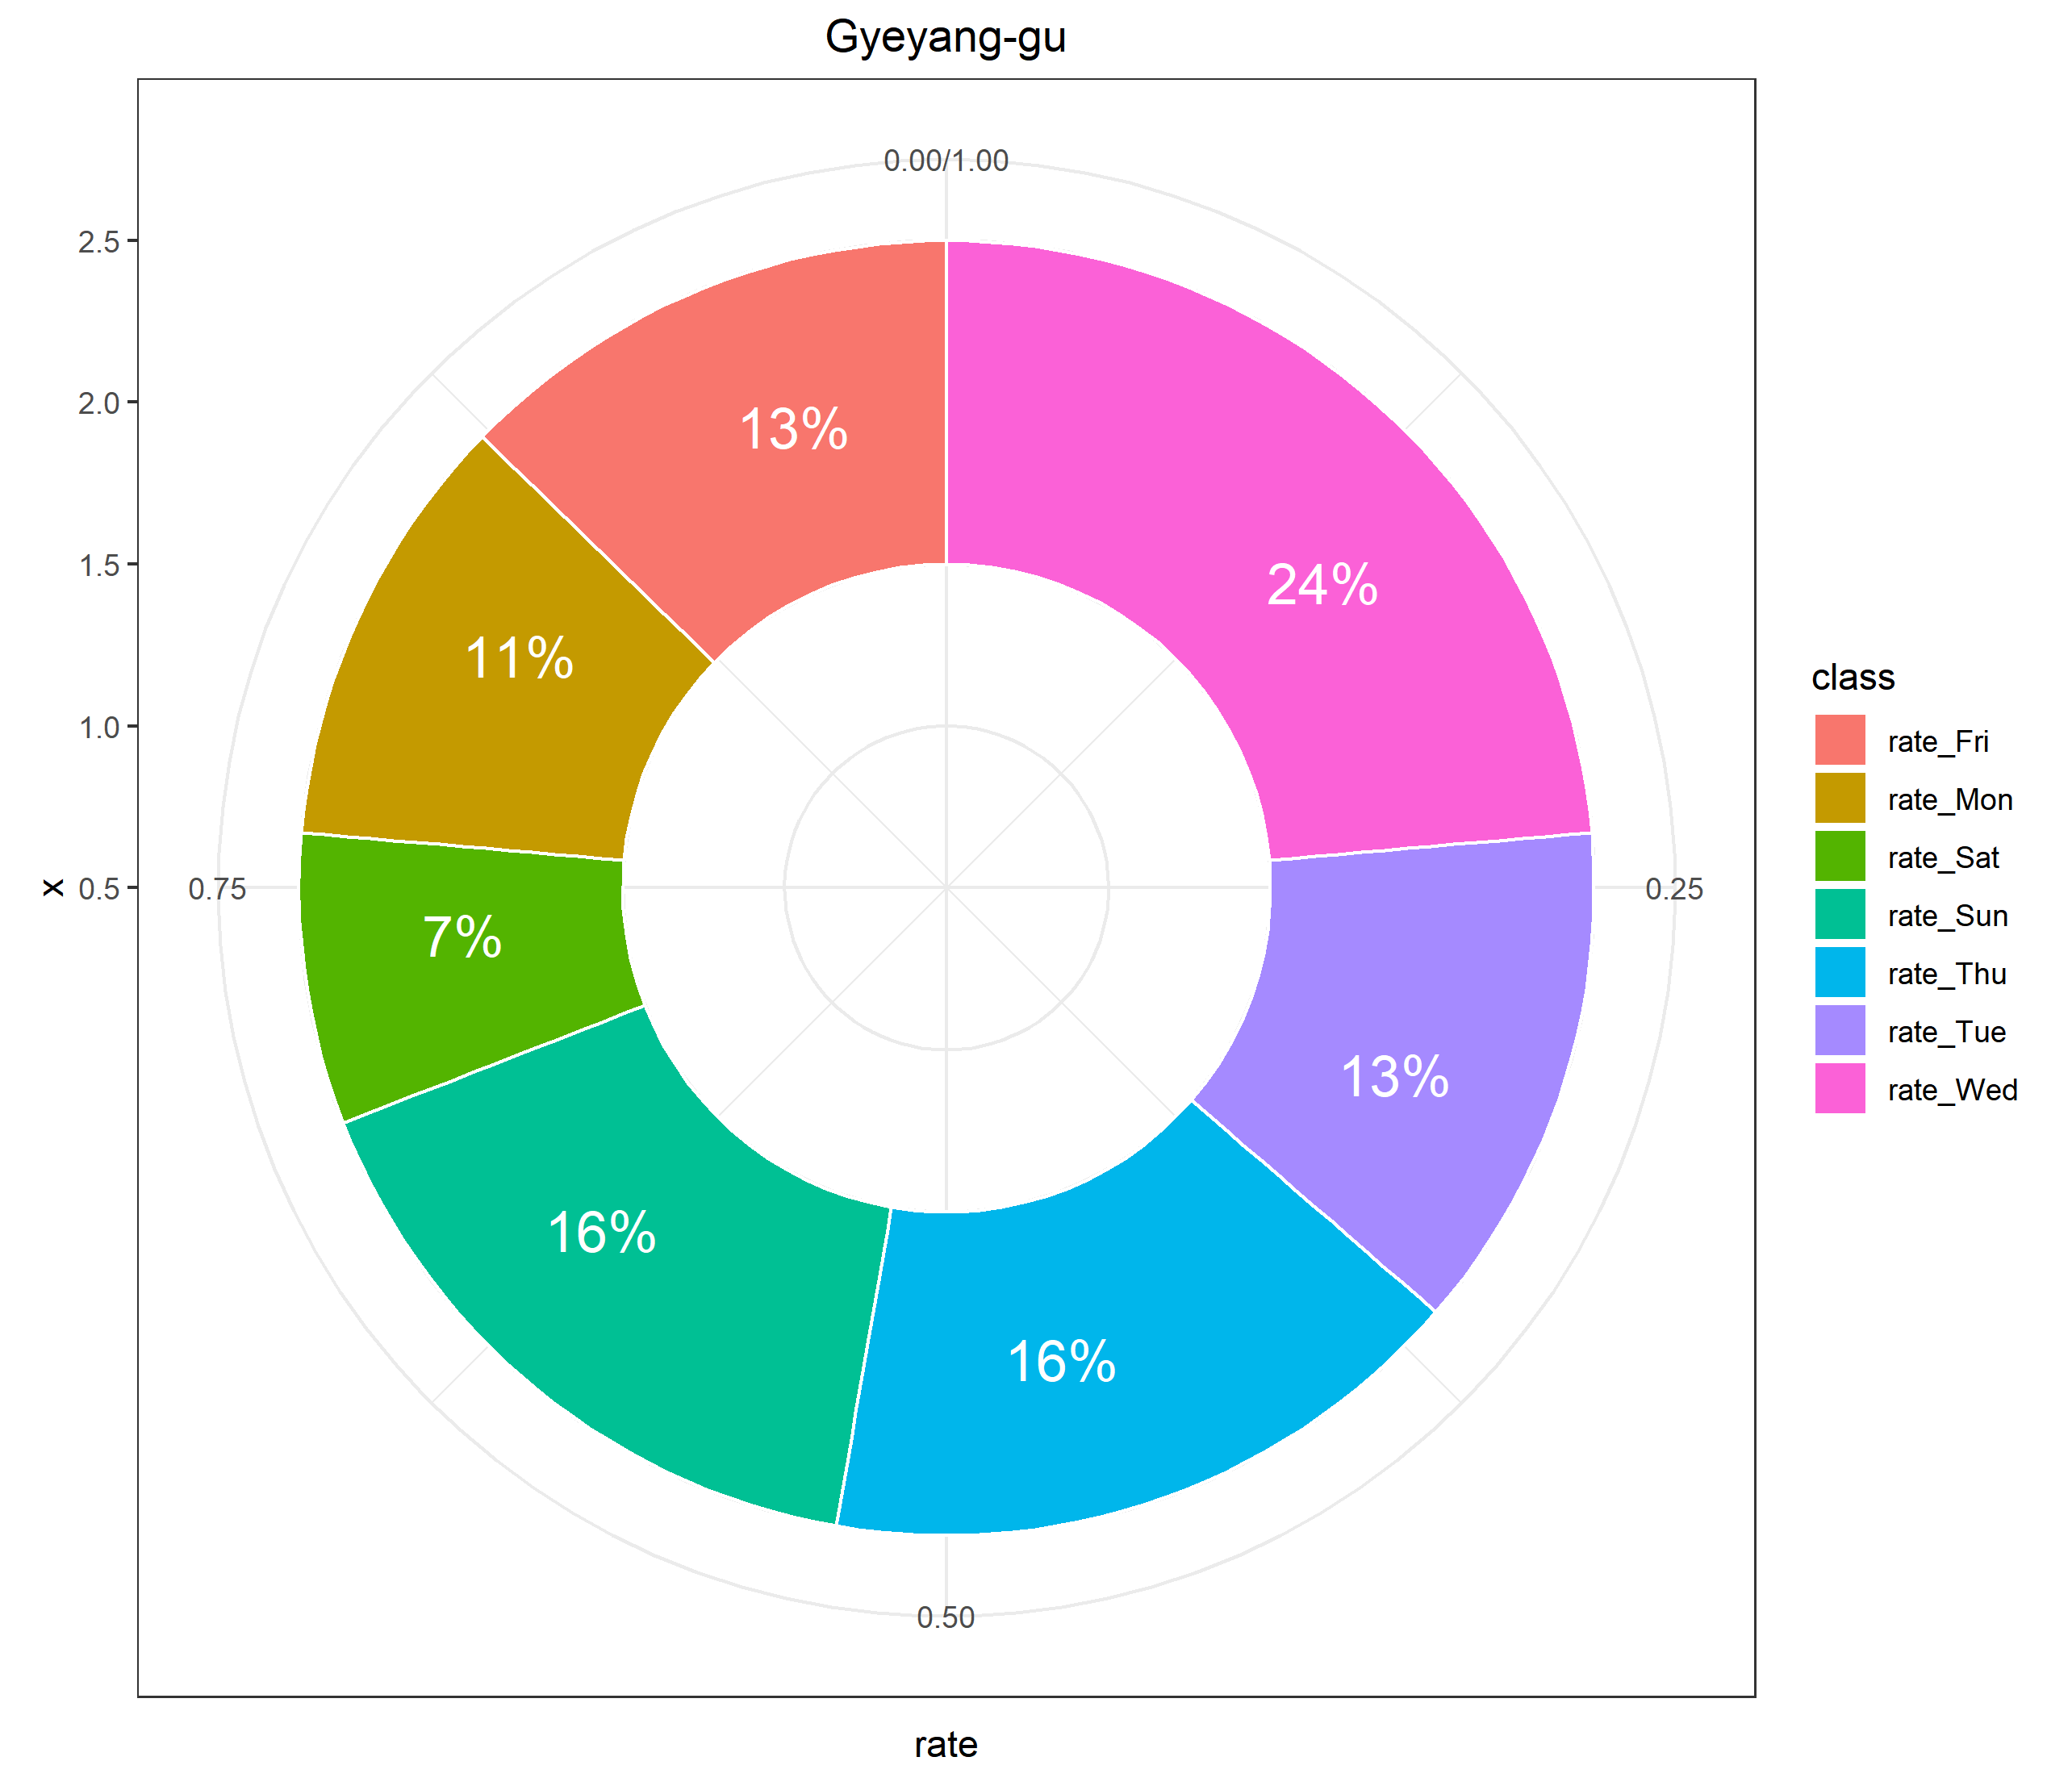 Gyeyang-gu
0.00/1.00
2.5
2.0
1.5
1.0
0.5
x
0.75
0.25
0.50
13%
24%
11%
7%
13%
16%
16%
rate
class
rate_Fri
rate_Mon
rate_Sat
rate_Sun
rate_Thu
rate_Tue
rate_Wed